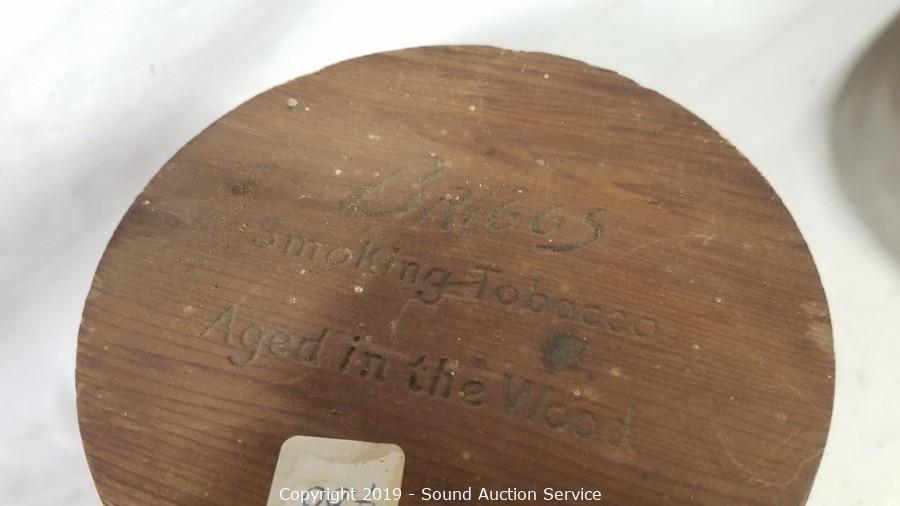 BRIGGS
Smoking Tobacco
Aged in the Wood
Copyright 2019 - Sound Auction Service